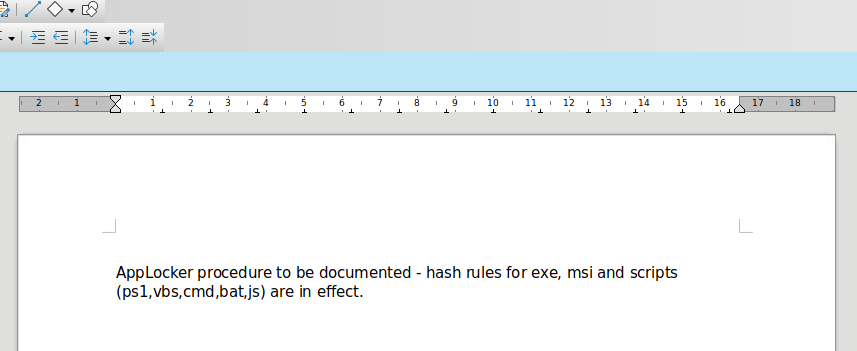 2 1 1 2 3 4 5 6 7 8 9 10 11 12 13 14 15 16 17 18
AppLocker procedure to be documented - hash rules for exe, msi and scripts
(ps1,vbs,cmd,bat,js) are in effect.